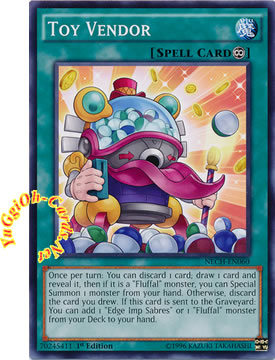 TOY VENDOR
[SPELL CARD∞]
YuGiOh-Cards.Net
NECH-EN060
Once per turn: You can discard 1 card; draw 1 card and
reveal it, then if it is a "Fluffal" monster, you can Special
Summon 1 monster from your hand. Otherwise, discard
the card you drew. If this card is sent to the Graveyard:
You can add 1 "Edge Imp Sabres" or 1 "Fluffal" monster
from your Deck to your hand.
20245411 1st Edition
©1996 KAZUKI TAKAHASHI